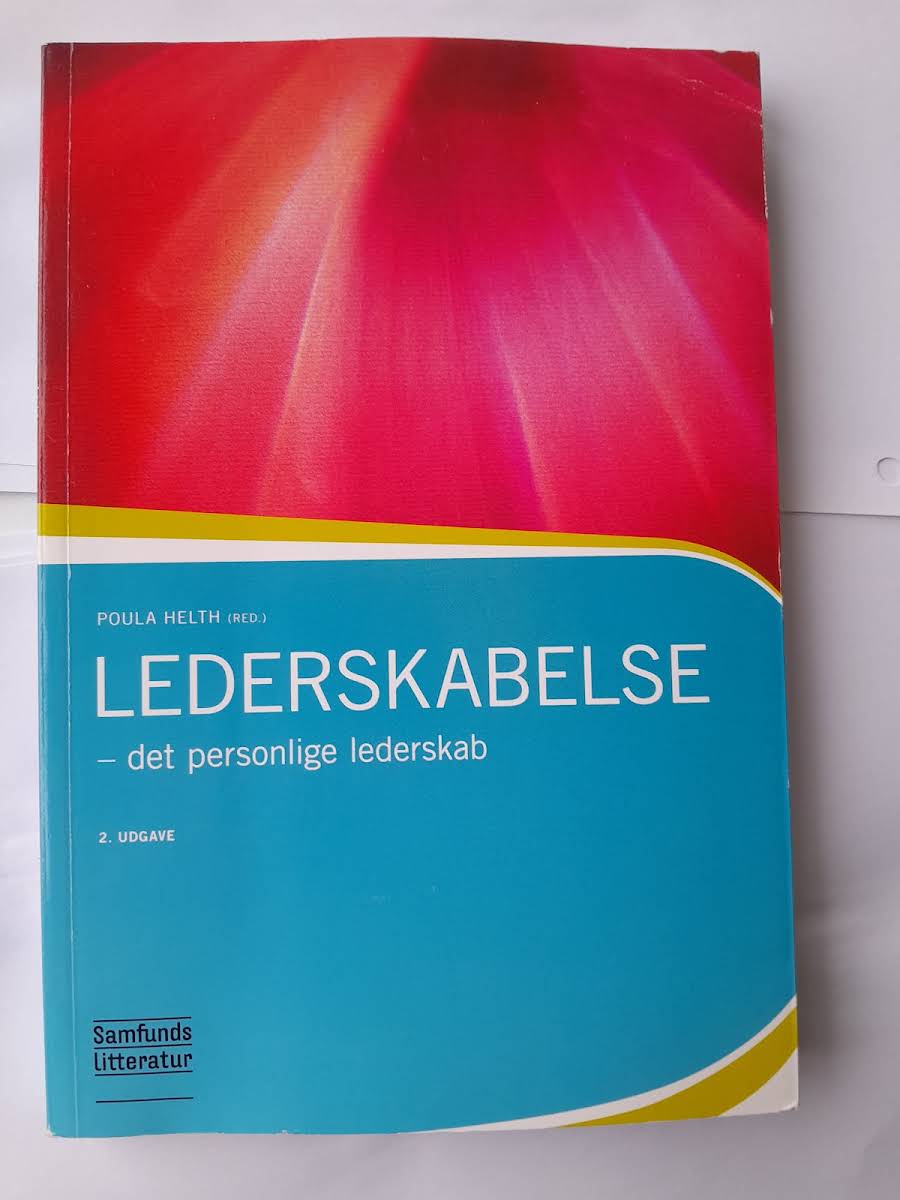 POULA HELTH (RED.)
LEDERSKABELSE
– det personlige lederskab
2. UDGAVE
Samfunds
litteratur